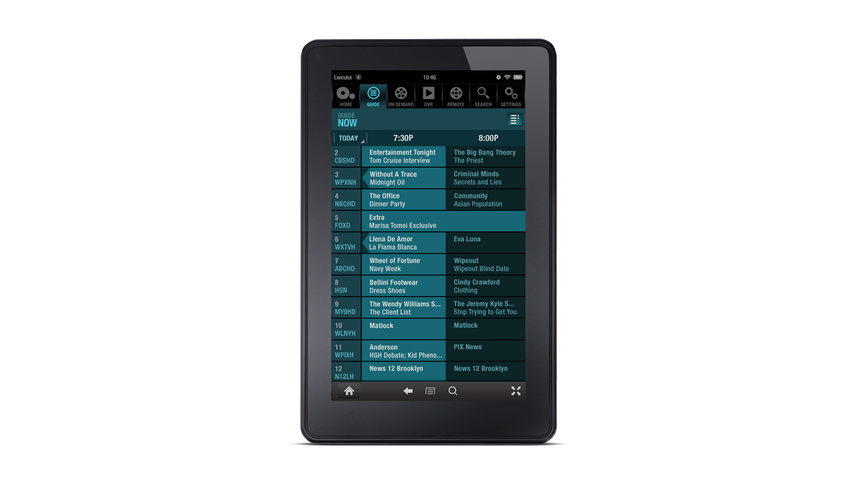 Executor
10:46
HOME GUIDE ON DEMAND DVR REMOTE SEARCH SETTINGS
GUIDE
NOW
TODAY 7:30P 8:00P
2 Entertainment Tonight The Big Bang Theory
CBSHD Tom Cruise Interview The Priest
3 Without A Trace Criminal Minds
WPXNH Midnight Oil Secrets and Lies
4 The Office Community
NBCHD Dinner Party Asian Population
5 Extra
FOXD Marisa Tomei Exclusive
6 Llena De Amor Eva Luna
WXTVH La Flama Blanca
7 Wheel of Fortune Wipeout
ABCHD Navy Week Wipeout Blind Date
8 Bellini Footwear Cindy Crawford
HSN Dress Shoes Clothing
9 The Wendy Williams S... The Jeremy Kyle S...
MY9HD The Client List Stop Trying to Get You
10 Matlock Matlock
WLNYH
11 Anderson PIX News
WPIXH HGH Debate; Kid Pheno...
12 News 12 Brooklyn News 12 Brooklyn
N12LH